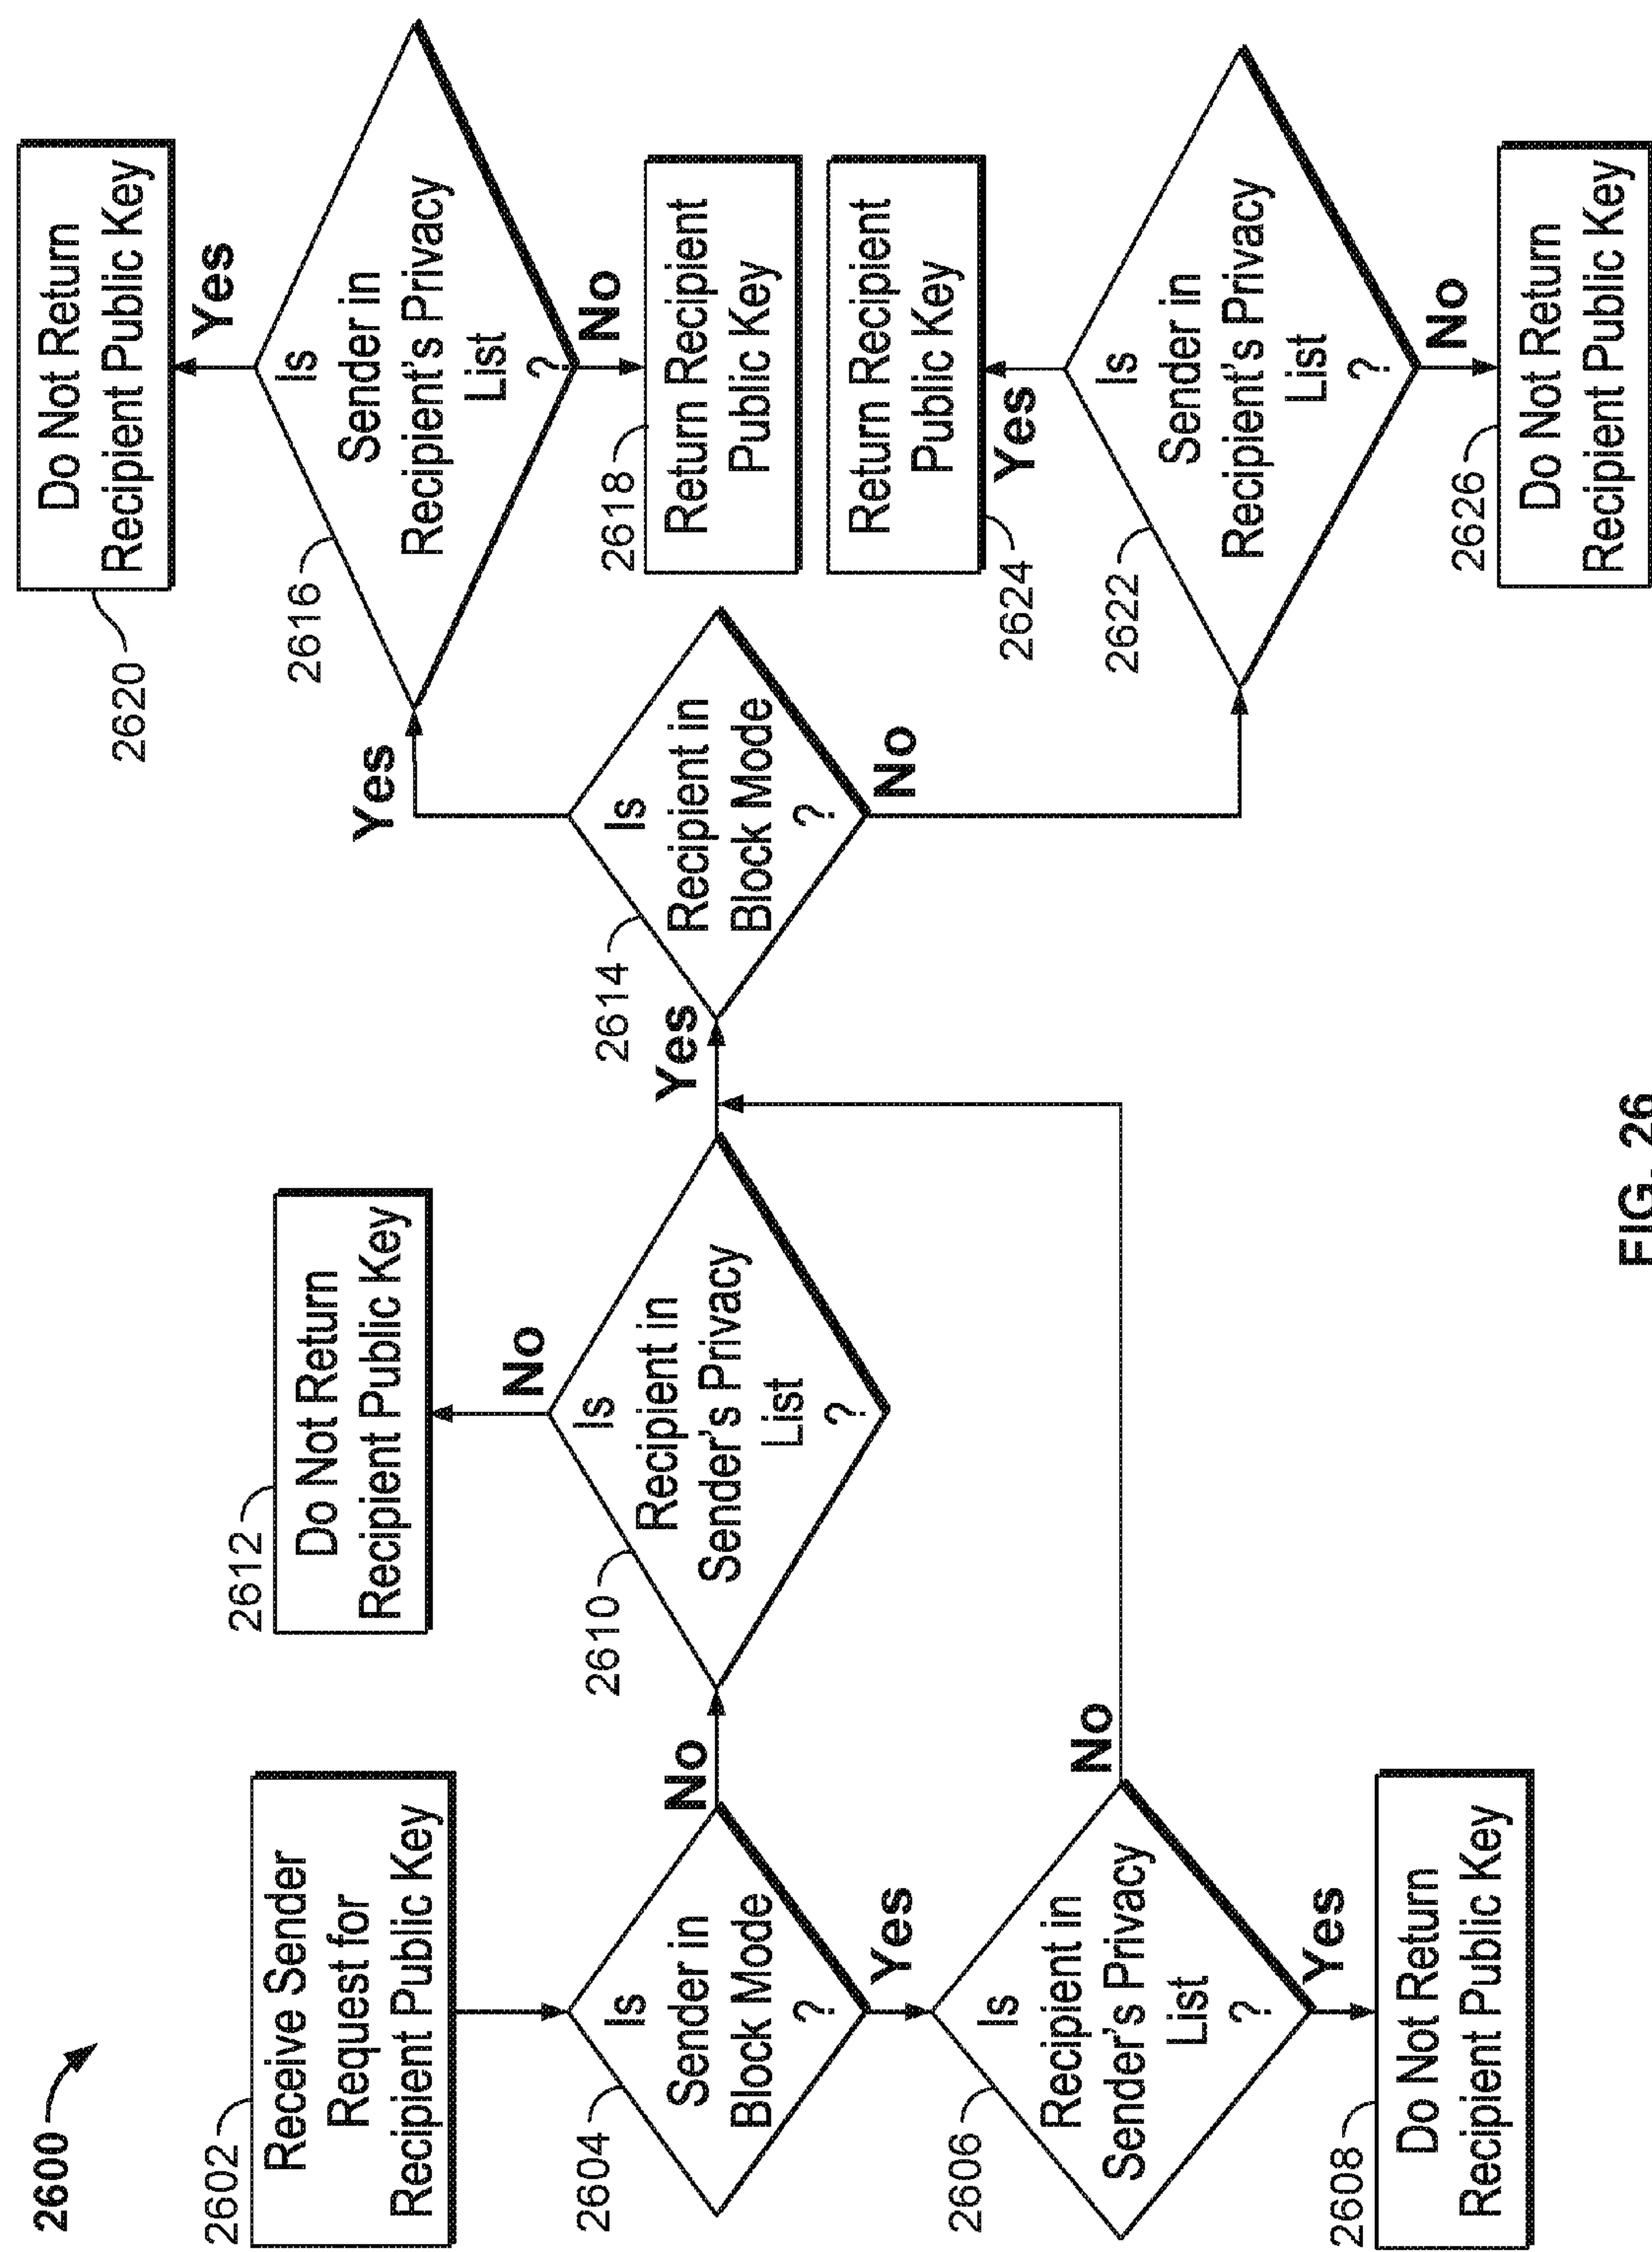 2600
2602
Receive Sender
Request for
Recipient Public Key
2604
Is
Sender in
Block Mode
?
No
Yes
2606
Is
Recipient in
Sender's Privacy
List
?
No
Yes
2608
Do Not Return
Recipient Public Key
2610
Is
Recipient in
Sender's Privacy
List
?
No
2612
Do Not Return
Recipient Public Key
Yes
2614
Is
Recipient in
Block Mode
?
Yes
No
2616
Is
Sender in
Recipient's Privacy
List
?
Yes
2620
Do Not Return
Recipient Public Key
No
2618
Return Recipient
Public Key
2622
Is
Sender in
Recipient's Privacy
List
?
Yes
2624
Return Recipient
Public Key
No
2626
Do Not Return
Recipient Public Key
FIG. 26